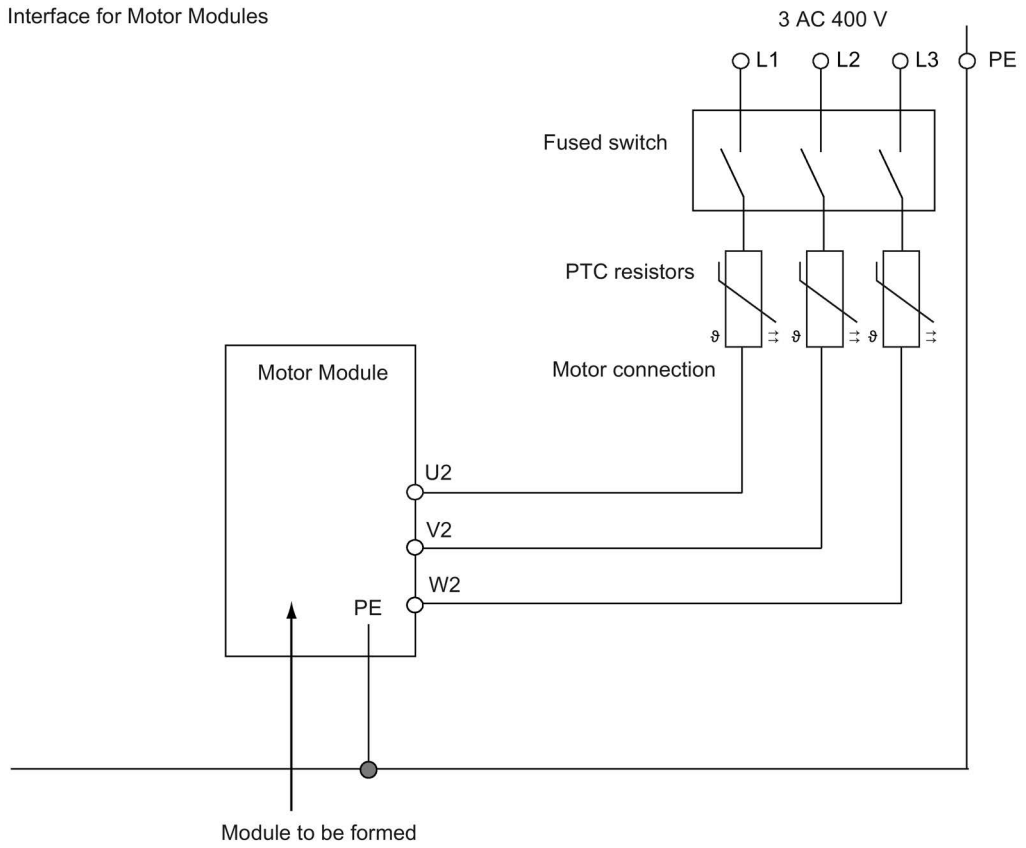 Interface for Motor Modules
3 AC 400 V
L1
L2
L3
PE
Fused switch
PTC resistors
ϑ
ϑ
ϑ
Motor connection
Motor Module
U2
V2
W2
PE
Module to be formed